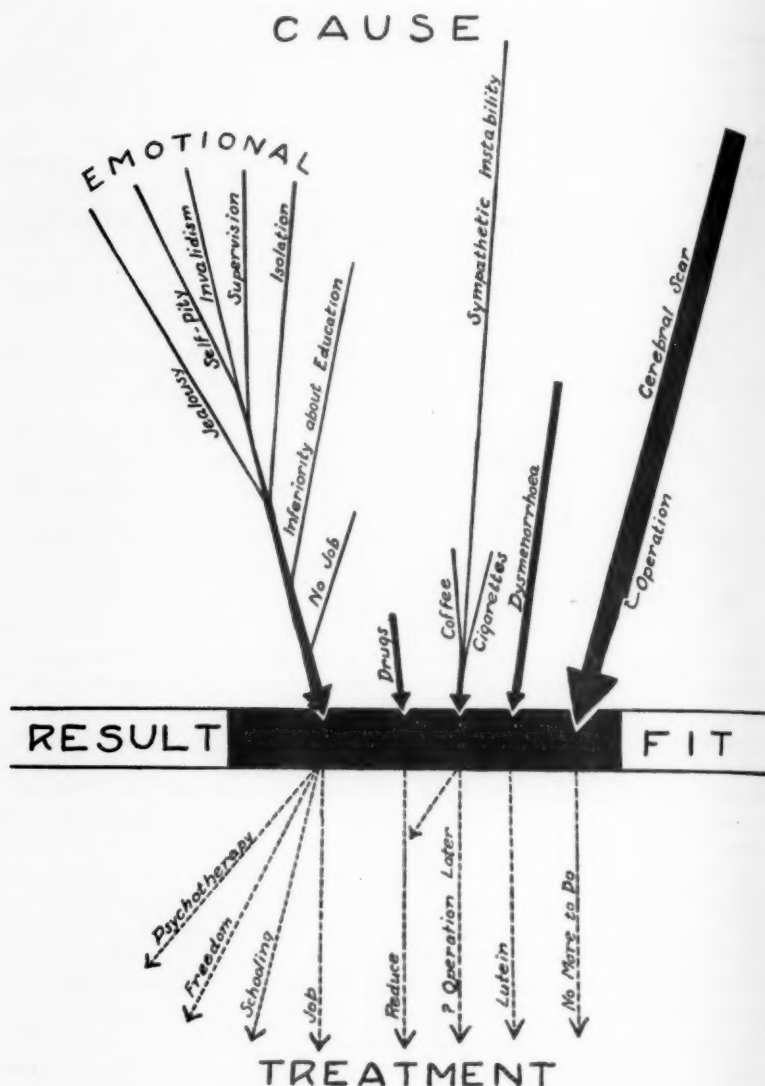 CAUSE
EMOTIONAL
Jealousy
Self-Pity
Invalidism
Supervision
Isolation
Inferiority about Education
No Job
Drugs
Coffee
Sympathetic Instability
Cigarettes
Dysmenorrhoea
Cerebral Scar
Operation
RESULT
FIT
Psychotherapy
Freedom
Schooling
Job
Reduce
? Operation Later
Lutein
No More to Do
TREATMENT